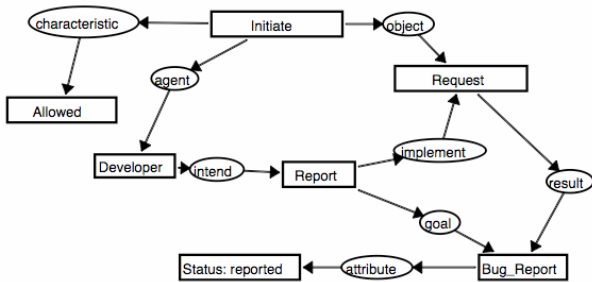 characteristic
Initiate
object
agent
Request
Allowed
implement
Developer
intend
Report
result
goal
Status: reported
attribute
Bug_Report